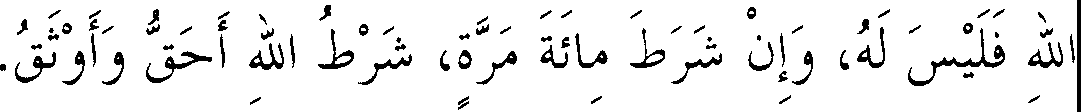 اللهِ فَلَيْسَ لَهُ، وَإِنْ شَرَطَ مِائَةَ مَرَّةٍ، شَرْطُ اللهِ أَحَقُّ وَأَوْثَقُ.